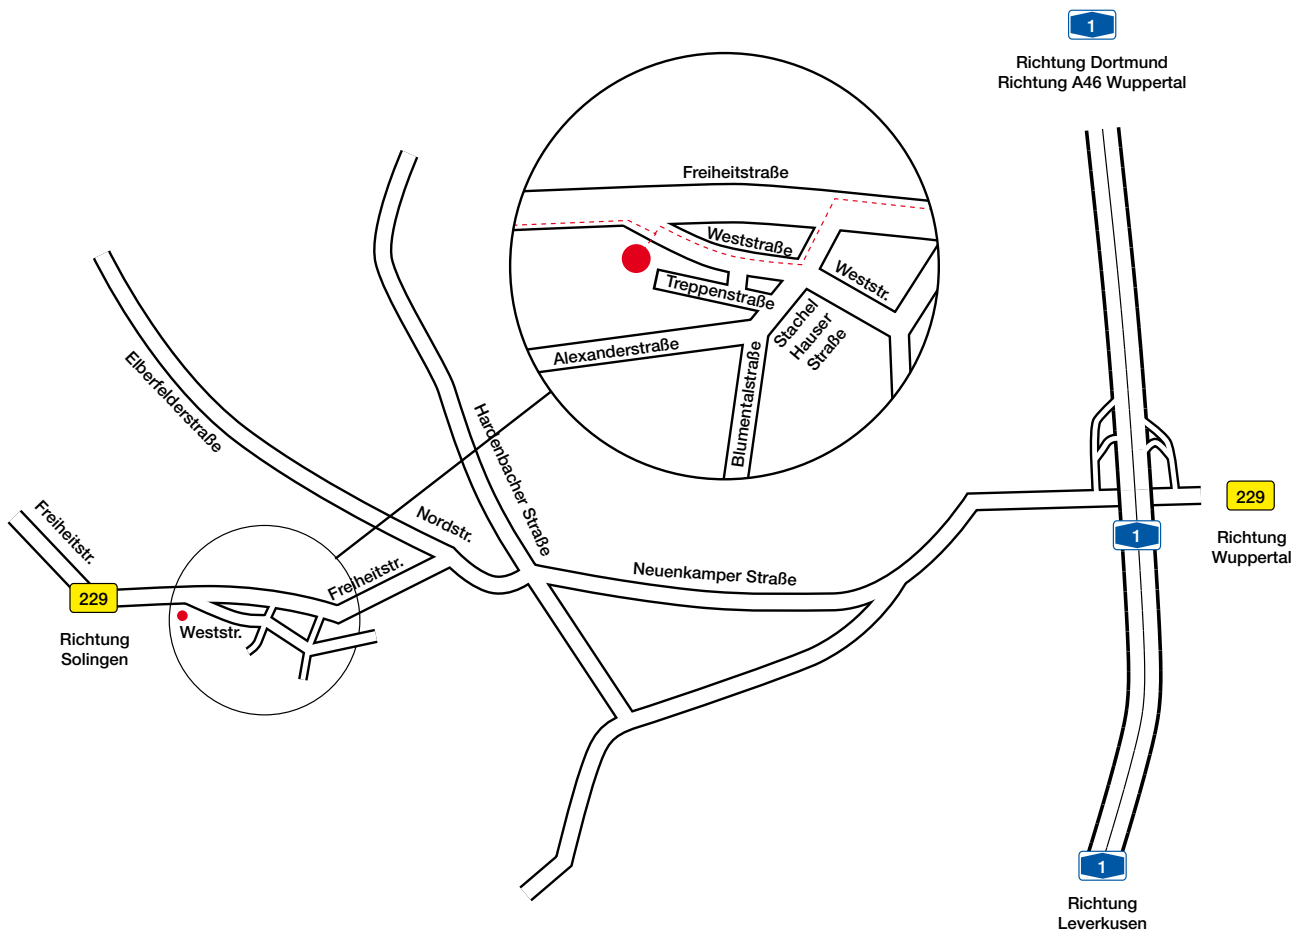 1
Richtung Dortmund
Richtung A46 Wuppertal
Freiheitstraße
Weststraße
Weststr.
Treppenstraße
Stachel
Hauser
Straße
Alexanderstraße
Blumentalstraße
Elberfelderstraße
Hardenbacher Straße
Nordstr.
Freiheitstr.
Freiheitstr.
Neuenkamper Straße
229
Richtung
Wuppertal
1
229
Richtung
Solingen
Weststr.
1
Richtung
Leverkusen